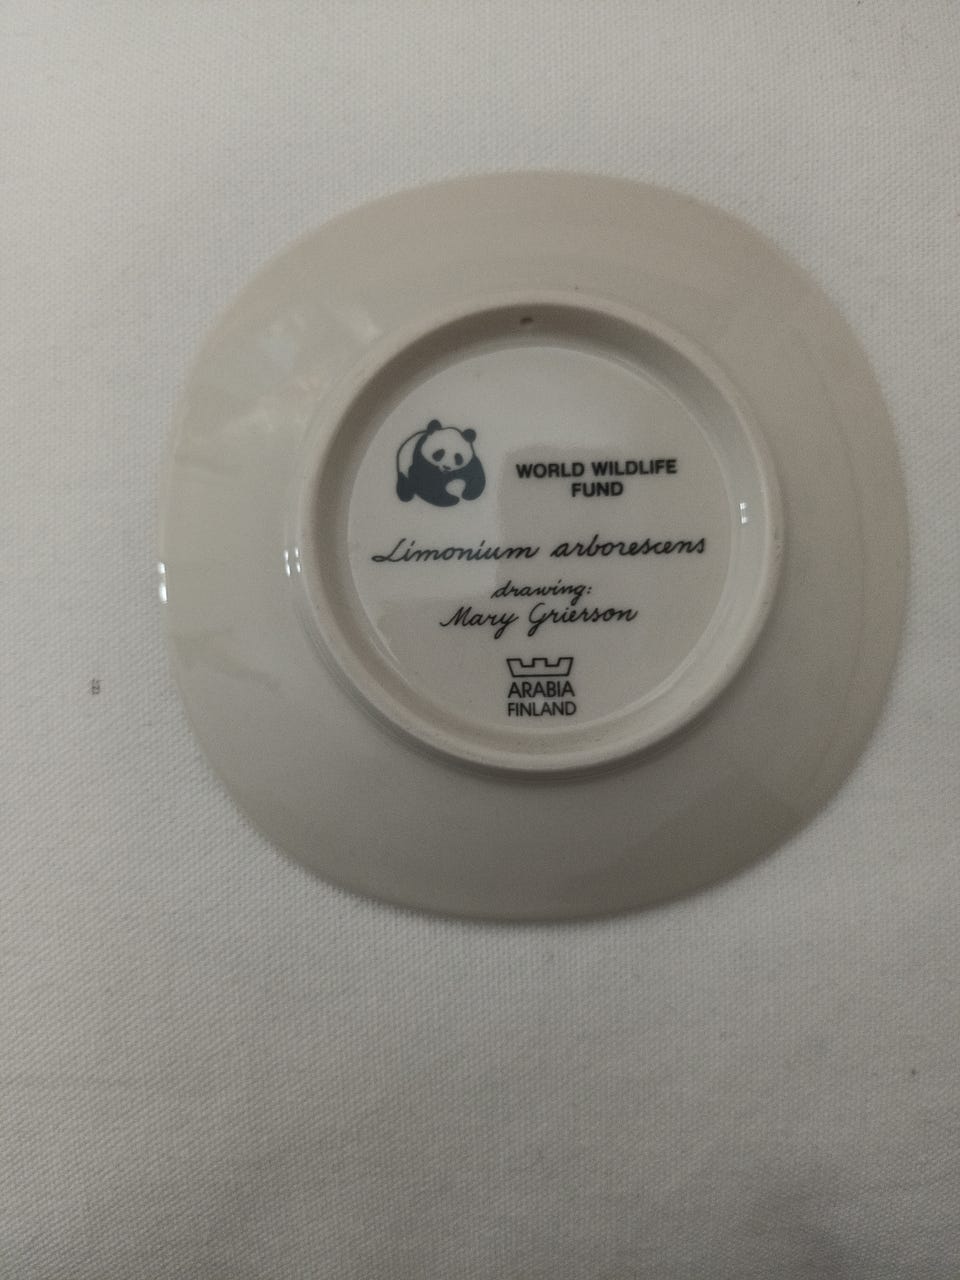 WORLD WILDLIFE
FUND
Limonium arborescens
drawing:
Mary Grierson
ARABIA
FINLAND